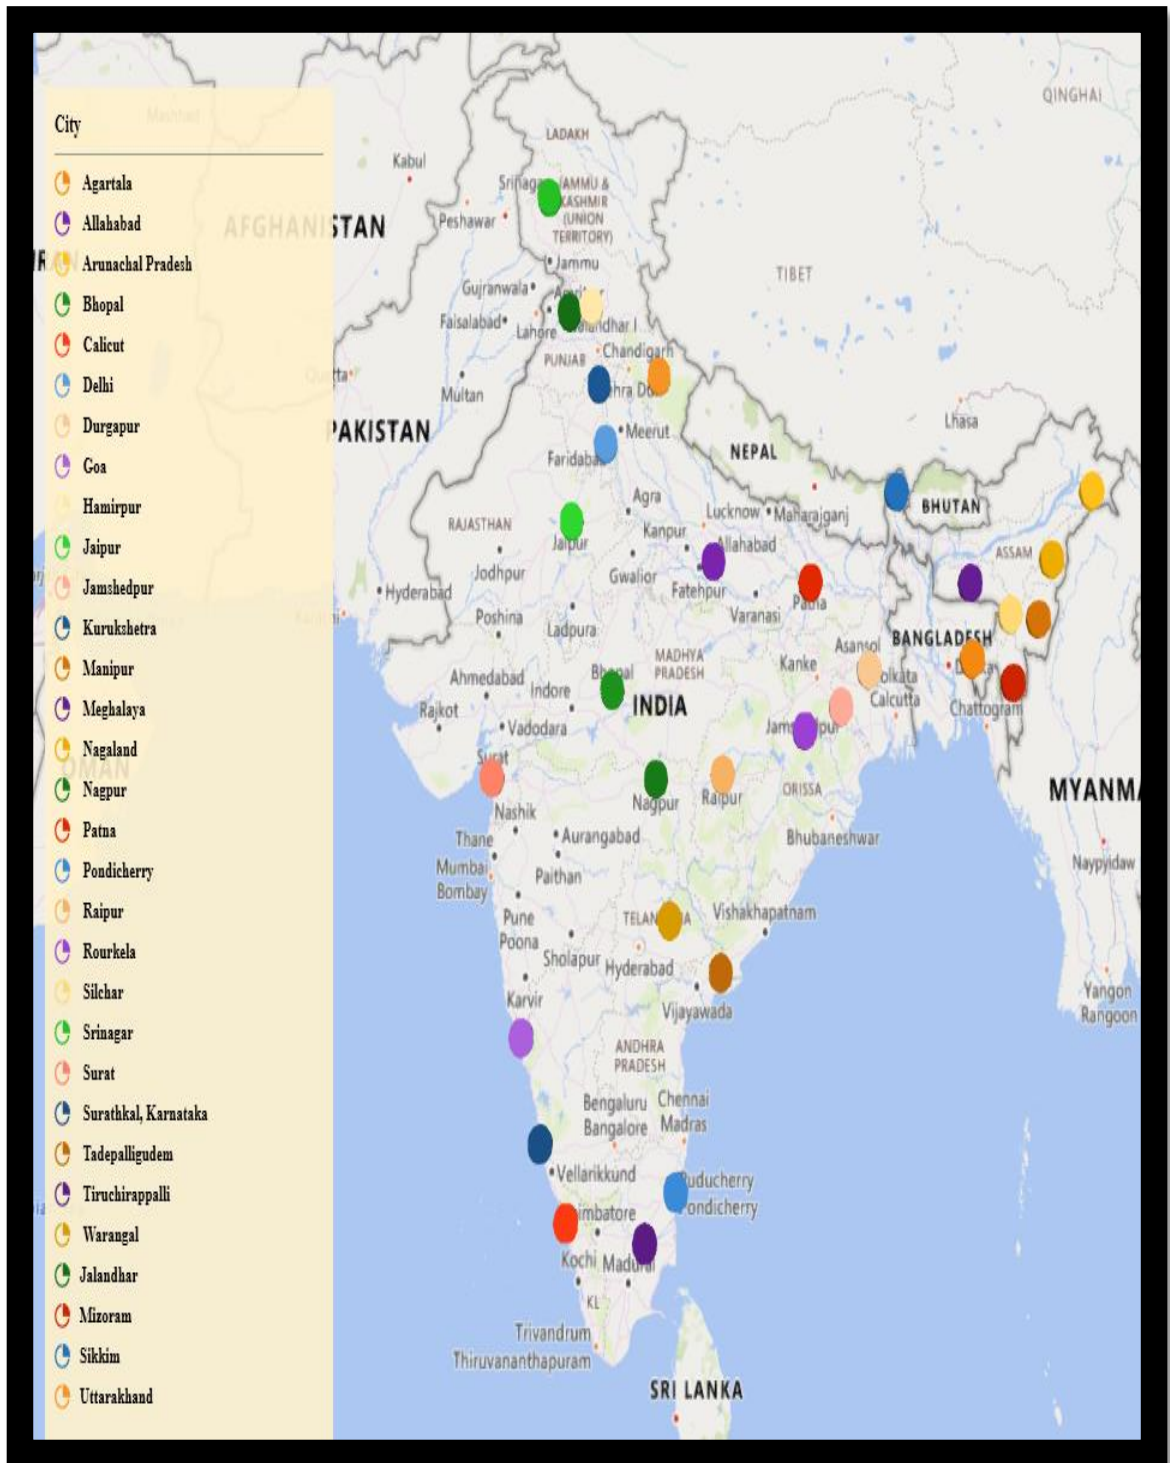 City
Agartala
Allahabad
Arunachal Pradesh
Bhopal
Calicut
Delhi
Durgapur
Goa
Hamirpur
Jaipur
Jamshedpur
Kurukshetra
Manipur
Meghalaya
Nagaland
Nagpur
Patna
Pondicherry
Raipur
Rourkela
Silchar
Srinagar
Surat
Surathkal, Karnataka
Tadepalligudem
Tiruchirappalli
Warangal
Jalandhar
Mizoram
Sikkim
Uttarakhand
QINGHAI
LADAKH
Kabul
KASHMIR
(UNION
TERRITORY)
Peshawar
AFGHANISTAN
Jammu
TIBET
Gujranwala
Faisalabad
Lahore
PUNJAB
Chandigarh
Multan
Lhasa
PAKISTAN
Meerut
NEPAL
Agra
BHUTAN
RAJASTHAN
Lucknow
Maharajganj
Kanpur
Allahabad
Jaipur
ASSAM
Jodhpur
Gwalior
Fatehpur
Hyderabad
Varanasi
Patna
Poshina
Ladpura
BANGLADESH
Asansol
MADHYA
PRADESH
Kanke
Ahmedabad
Indore
INDIA
Calcutta
Chattogram
Rajkot
Vadodara
Surat
OMAN
MYANMA
Nagpur
Raipur
ORISSA
Nashik
Thane
Aurangabad
Bhubaneshwar
Mumbai
Bombay
Paithan
Naypyidaw
Pune
Poona
Vishakhapatnam
Sholapur
Hyderabad
Karvir
Vijayawada
Yangon
Rangoon
ANDHRA
PRADESH
Bengaluru
Bangalore
Chennai
Madras
Vellarikkund
Puducherry
Pondicherry
Kochi
Madurai
KL
Trivandrum
Thiruvananthapuram
SRI LANKA